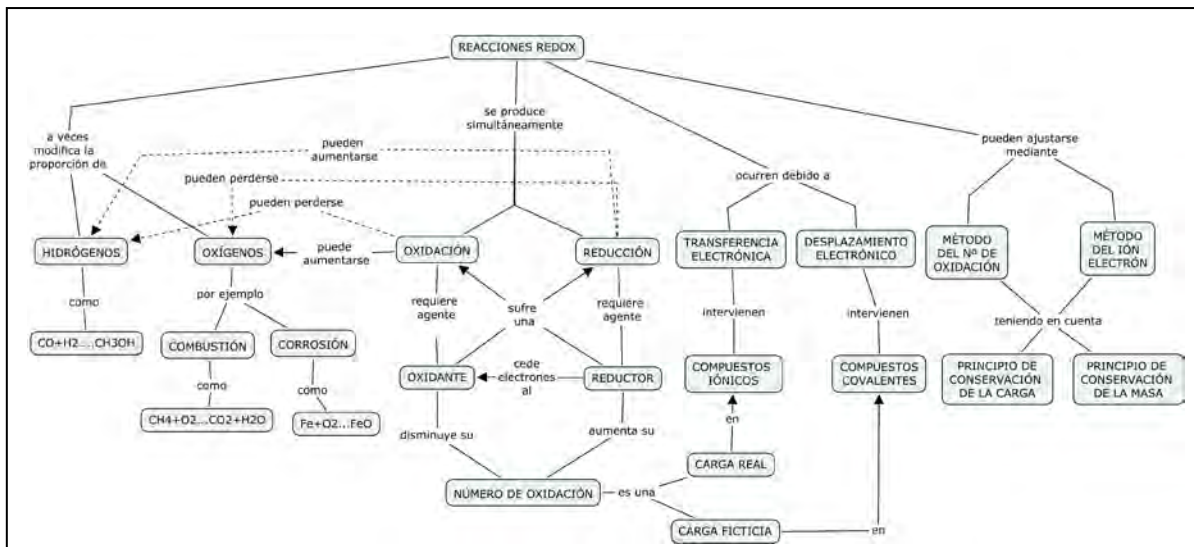 REACCIONES REDOX
a veces
modifica la
proporción de
se produce
simultáneamente
pueden ajustarse
mediante
pueden
aumentarse
ocurren debido a
pueden perderse
pueden perderse
HIDRÓGENOS
OXÍGENOS
puede
aumentarse
OXIDACIÓN
REDUCCIÓN
TRANSFERENCIA
ELECTRÓNICA
DESPLAZAMIENTO
ELECTRÓNICO
MÉTODO
DEL Nº DE
OXIDACIÓN
MÉTODO
DEL IÓN
ELECTRÓN
como
por ejemplo
requiere
agente
sufre
una
requiere
agente
intervienen
intervienen
teniendo en cuenta
CO+H2....CH3OH
COMBUSTIÓN
CORROSIÓN
OXIDANTE
cede
electrones
al
REDUCTOR
COMPUESTOS
IÓNICOS
COMPUESTOS
COVALENTES
PRINCIPIO DE
CONSERVACIÓN
DE LA CARGA
PRINCIPIO DE
CONSERVACIÓN
DE LA MASA
como
como
CH4+O2...CO2+H2O
Fe+O2...FeO
disminuye su
aumenta su
en
CARGA REAL
NÚMERO DE OXIDACIÓN
es una
CARGA FICTICIA
en